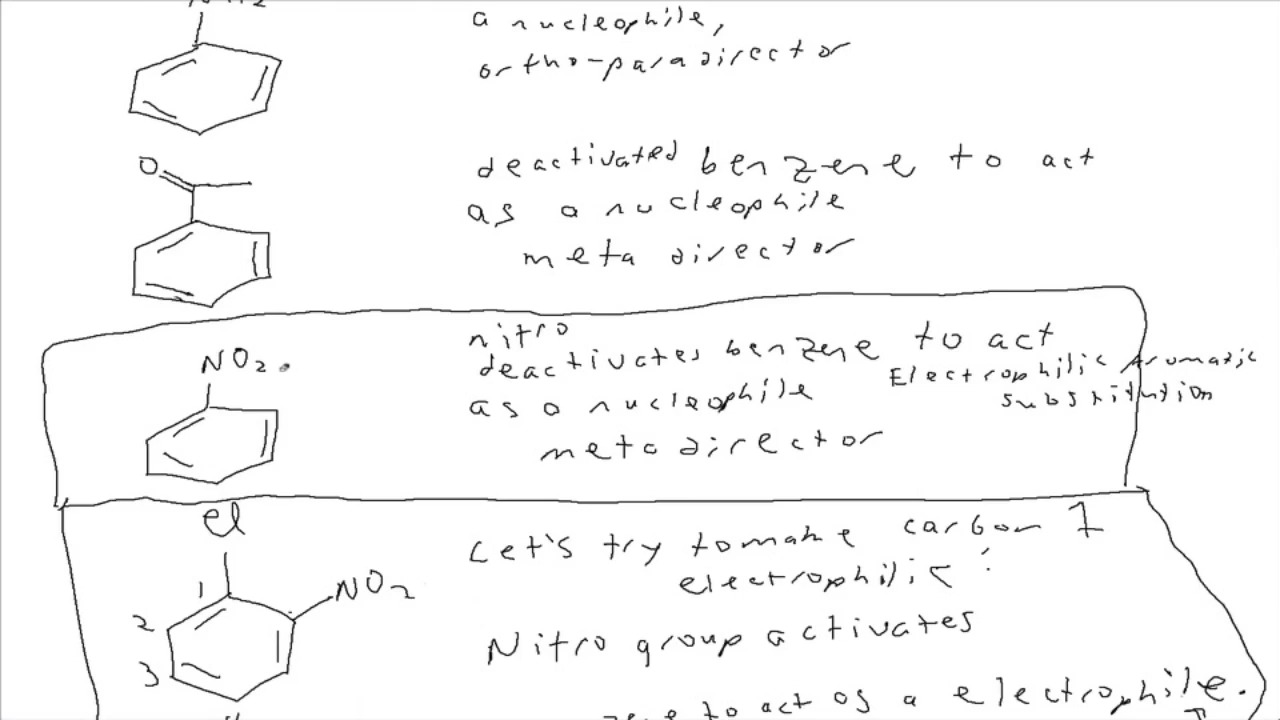 a nucleophile,
ortho-para director
O
deactivated benzene to act
as a nucleophile
meta director
NO2
nitro
deactivates benzene to act
as a nucleophile
Electrophilic Aromatic
substitution
meta director
Cl
1
2
3
NO2
Let's try to make carbon 1
electrophilic
Nitro group activates
to act as a electrophile.